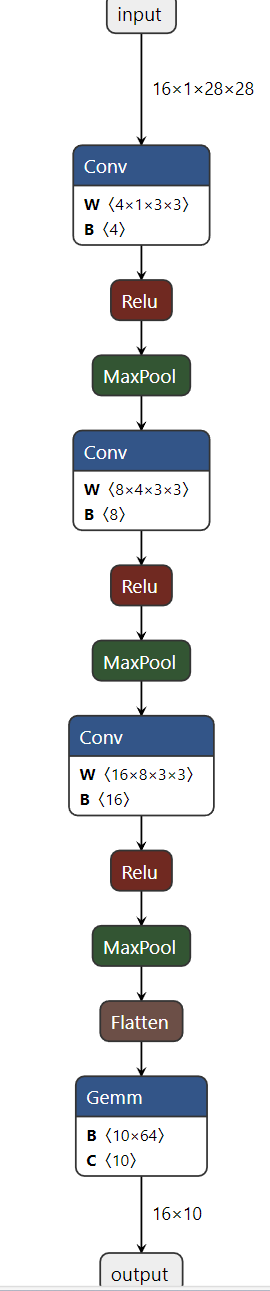 input
16×1×28×28
Conv
W 〈4×1×3×3〉
B 〈4〉
Relu
MaxPool
Conv
W 〈8×4×3×3〉
B 〈8〉
Relu
MaxPool
Conv
W 〈16×8×3×3〉
B 〈16〉
Relu
MaxPool
Flatten
Gemm
B 〈10×64〉
C 〈10〉
16×10
output